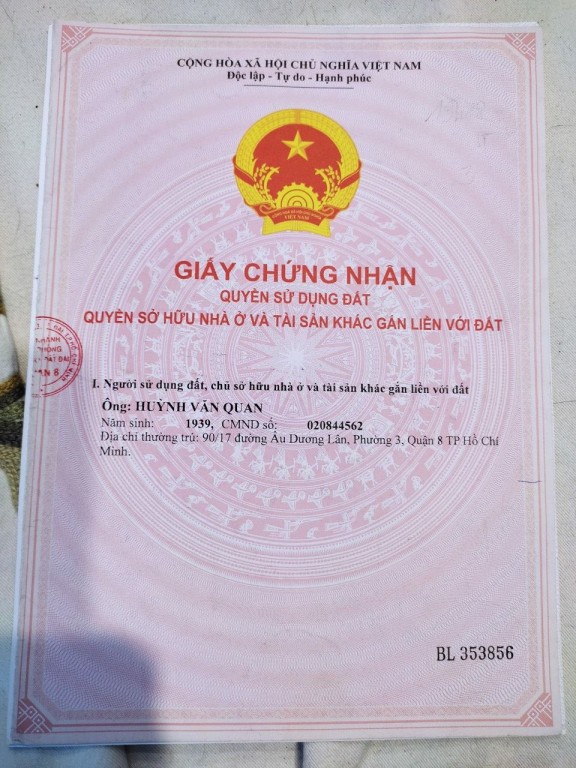 CỘNG HÒA XÃ HỘI CHỦ NGHĨA VIỆT NAM
Độc lập - Tự do - Hạnh phúc
VIỆT NAM
GIẤY CHỨNG NHẬN
QUYỀN SỬ DỤNG ĐẤT
QUYỀN SỞ HỮU NHÀ Ở VÀ TÀI SẢN KHÁC GẮN LIỀN VỚI ĐẤT
I. Người sử dụng đất, chủ sở hữu nhà ở và tài sản khác gắn liền với đất
Ông: HUỲNH VĂN QUAN
Năm sinh: 1939, CMND số: 020844562
Địa chỉ thường trú: 90/17 đường Âu Dương Lân, Phường 3, Quận 8 TP Hồ Chí
Minh.
BL 353856